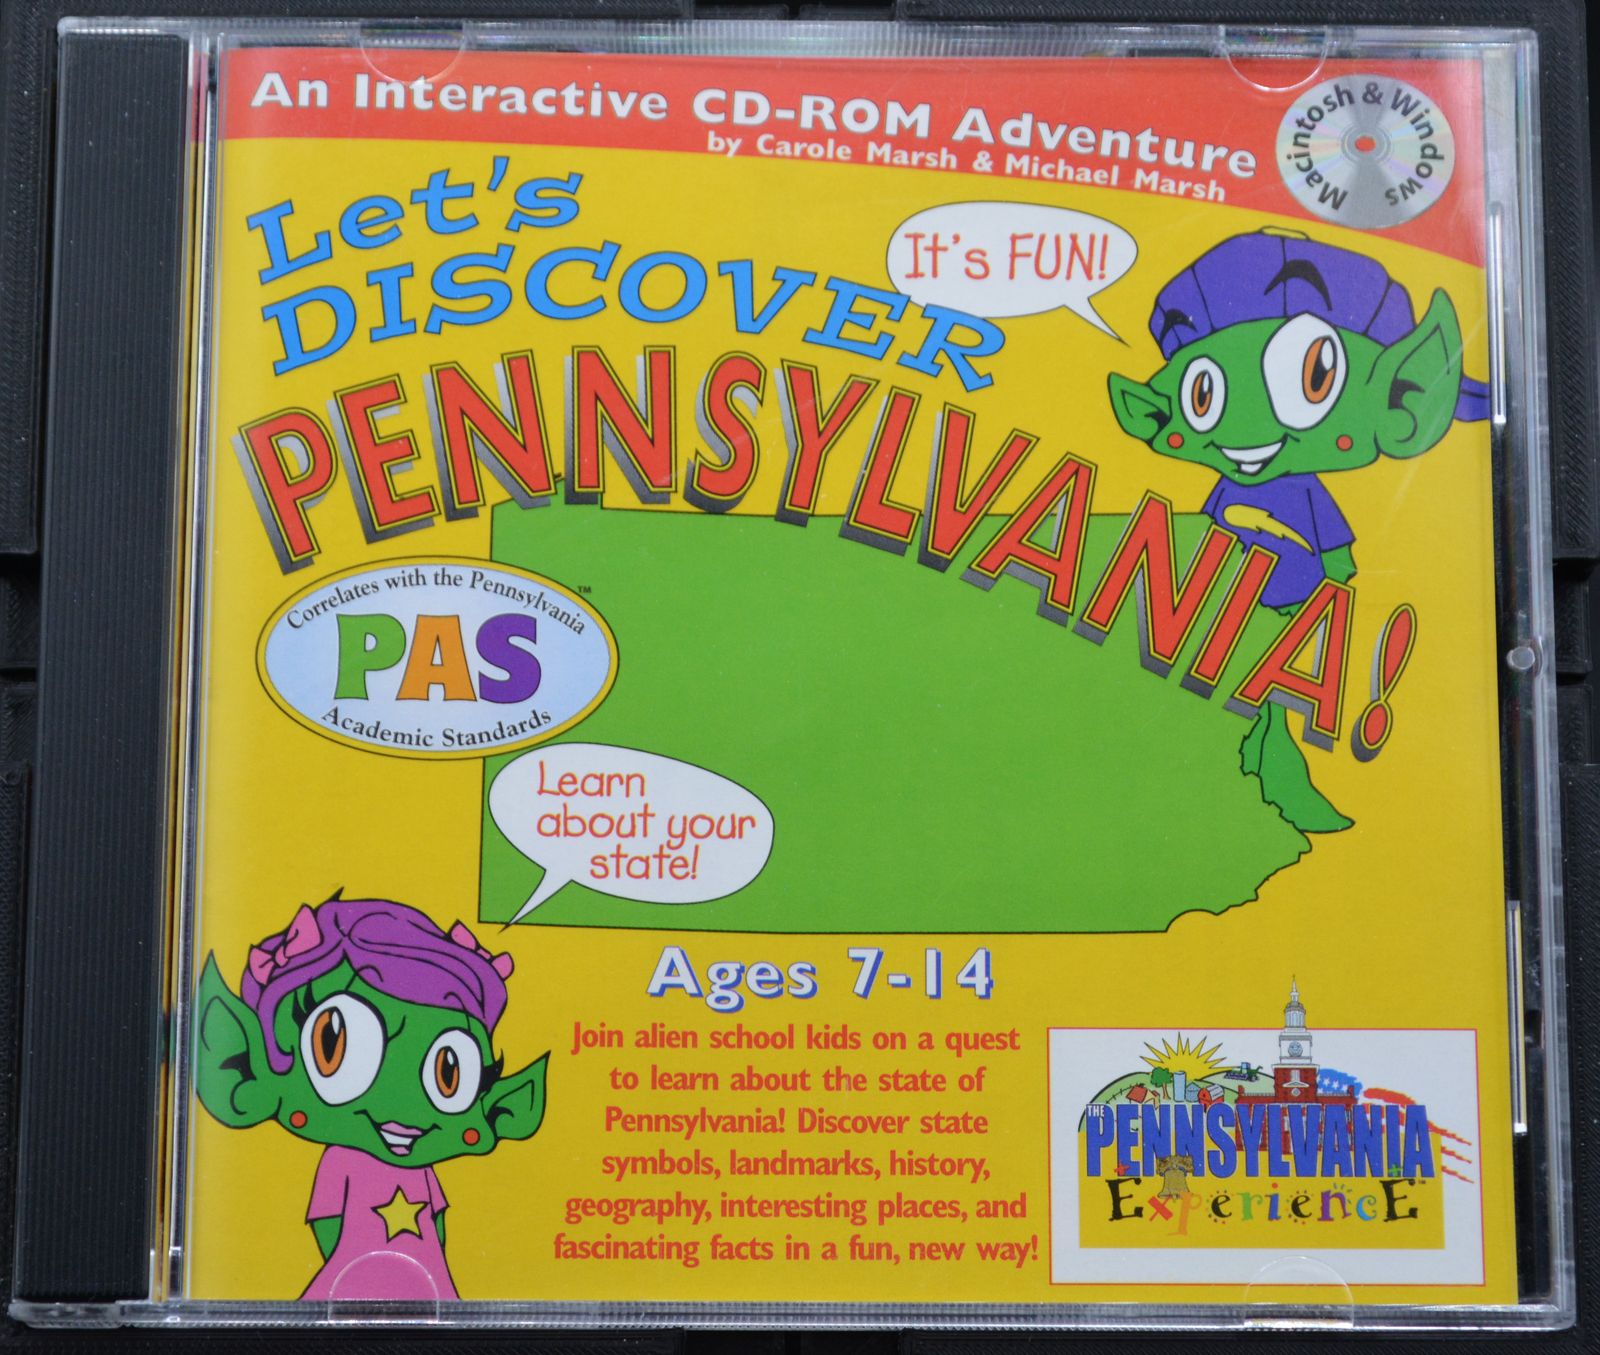 An Interactive CD-ROM Adventure
by Carole Marsh & Michael Marsh
Macintosh & Windows
Let's
DISCOVER
PENNSYLVANIA!
It's FUN!
Correlates with the Pennsylvania
PAS™
Academic Standards
Learn
about your
state!
Ages 7-14
Join alien school kids on a quest
to learn about the state of
Pennsylvania! Discover state
symbols, landmarks, history,
geography, interesting places, and
fascinating facts in a fun, new way!
THE
PENNSYLVANIA
ExpEriencE™